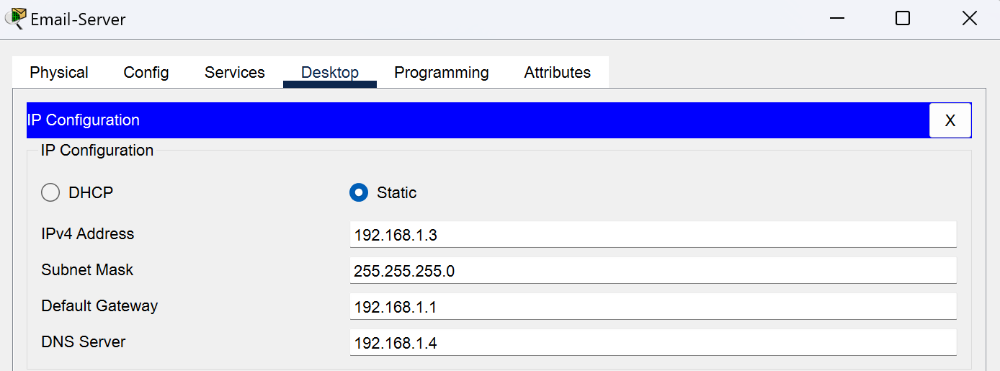 Email-Server
Physical Config Services Desktop Programming Attributes
IP Configuration X
IP Configuration
DHCP Static
IPv4 Address 192.168.1.3
Subnet Mask 255.255.255.0
Default Gateway 192.168.1.1
DNS Server 192.168.1.4